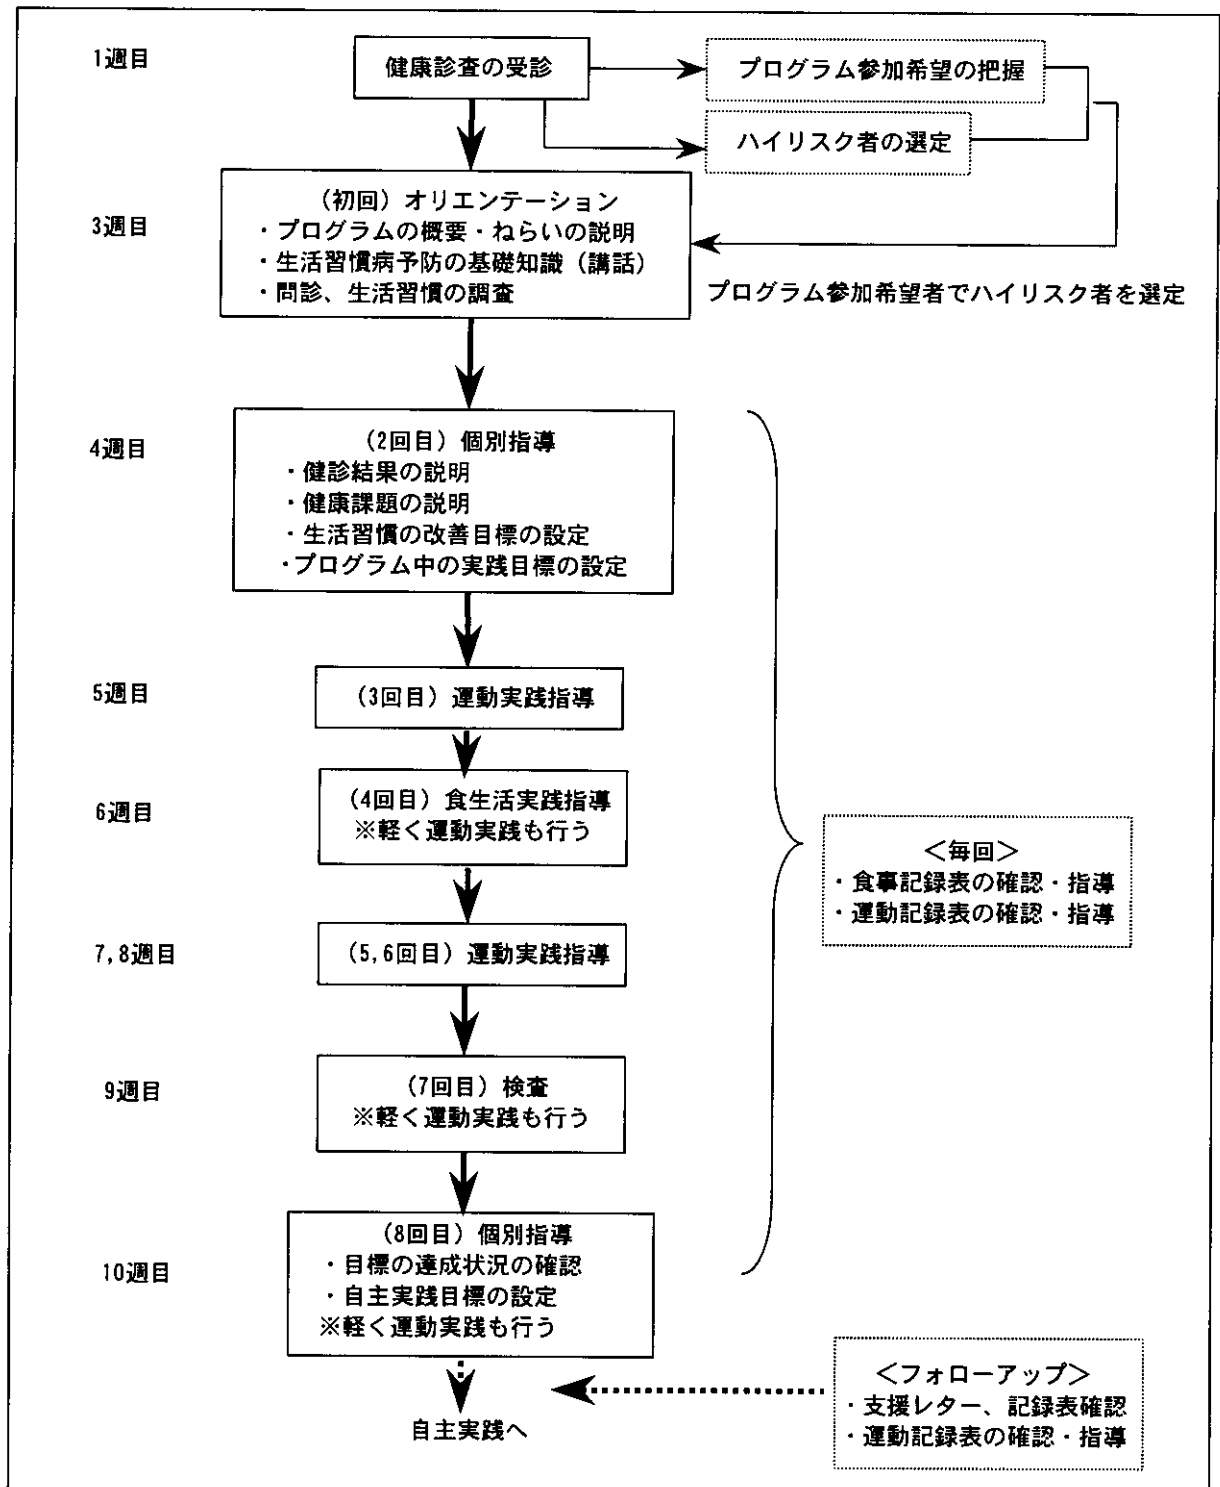 1週目
健康診査の受診
プログラム参加希望の把握
ハイリスク者の選定
3週目
(初回)オリエンテーション
・プログラムの概要・ねらいの説明
・生活習慣病予防の基礎知識(講話)
・問診、生活習慣の調査
プログラム参加希望者でハイリスク者を選定
4週目
(2回目)個別指導
・健診結果の説明
・健康課題の説明
・生活習慣の改善目標の設定
・プログラム中の実践目標の設定
5週目
(3回目)運動実践指導
6週目
(4回目)食生活実践指導
※軽く運動実践も行う
<毎回>
・食事記録表の確認・指導
・運動記録表の確認・指導
7,8週目
(5,6回目)運動実践指導
9週目
(7回目)検査
※軽く運動実践も行う
10週目
(8回目)個別指導
・目標の達成状況の確認
・自主実践目標の設定
※軽く運動実践も行う
<フォローアップ>
・支援レター、記録表確認
・運動記録表の確認・指導
自主実践へ